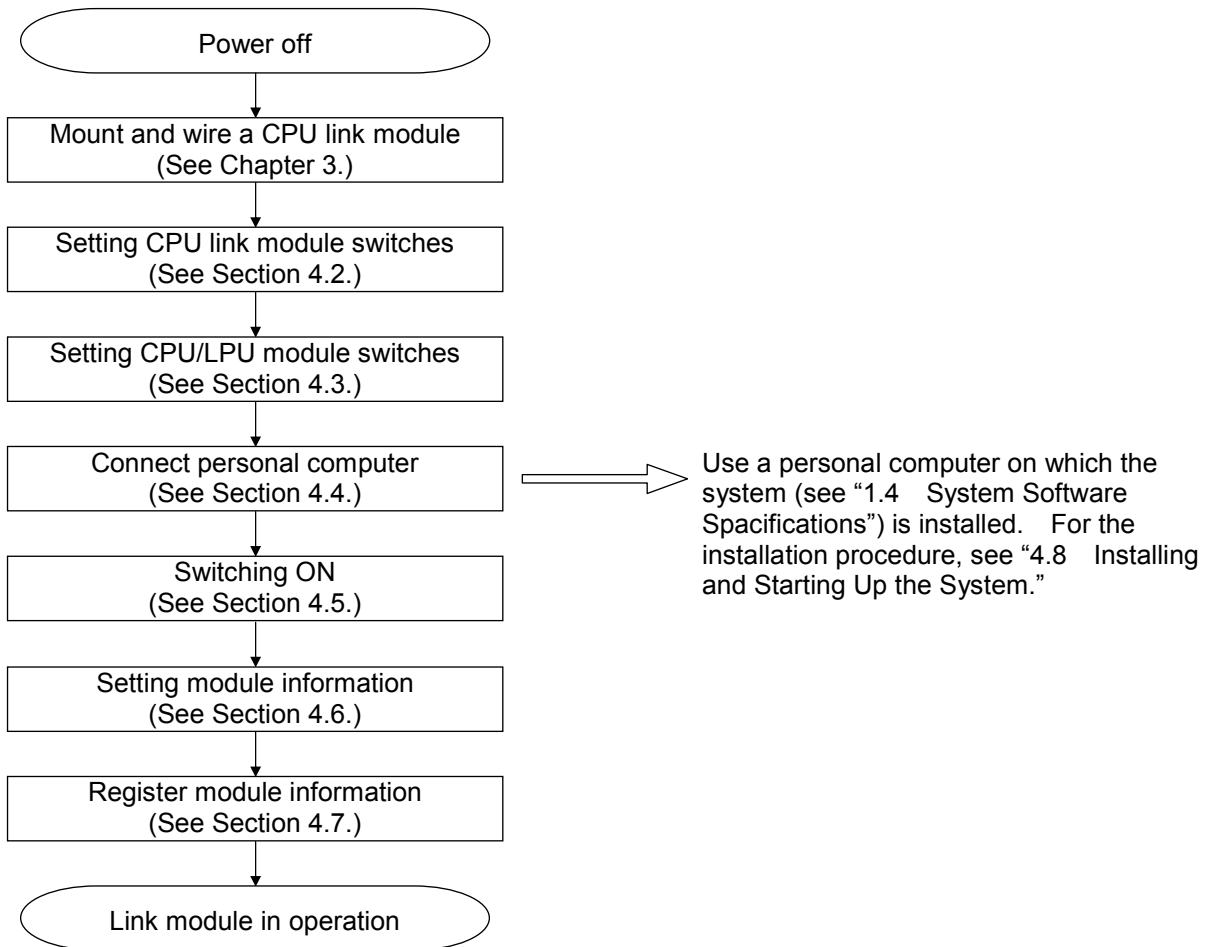 Power off
Mount and wire a CPU link module
(See Chapter 3.)
Setting CPU link module switches
(See Section 4.2.)
Setting CPU/LPU module switches
(See Section 4.3.)
Connect personal computer
(See Section 4.4.)
Use a personal computer on which the
system (see “1.4 System Software
Spacifications”) is installed. For the
installation procedure, see “4.8 Installing
and Starting Up the System.”
Switching ON
(See Section 4.5.)
Setting module information
(See Section 4.6.)
Register module information
(See Section 4.7.)
Link module in operation